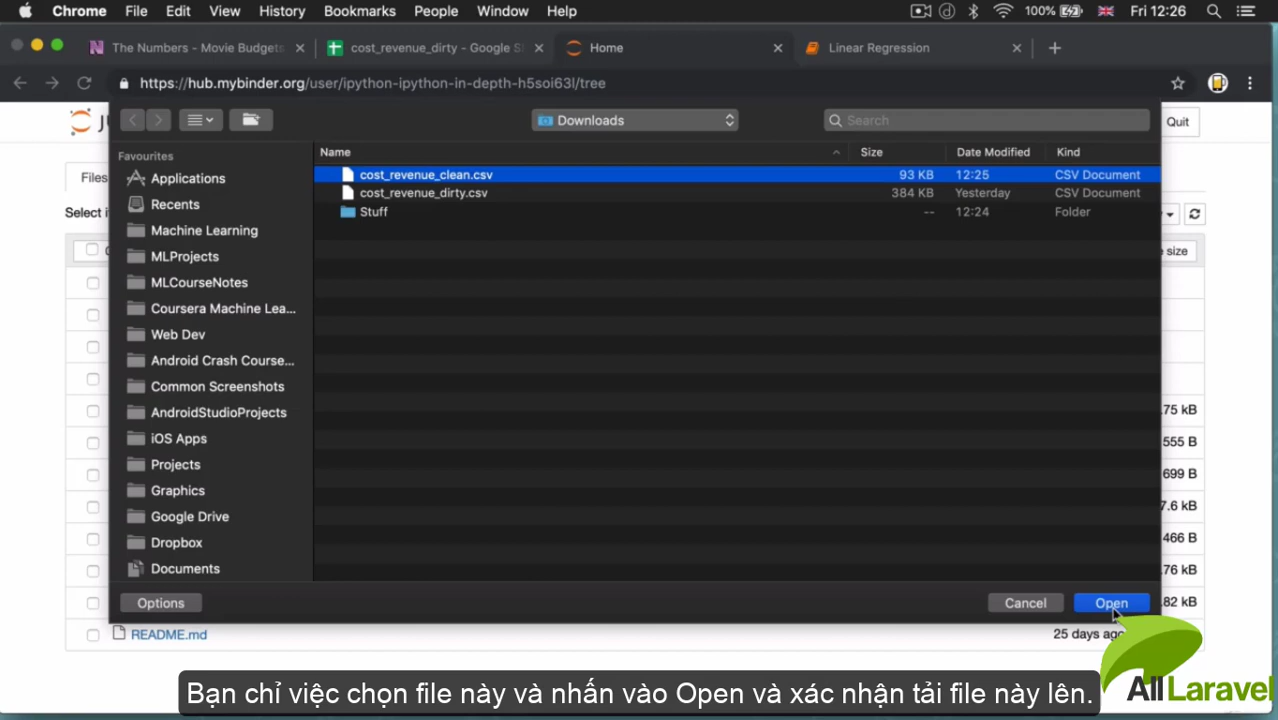 Chrome File Edit View History Bookmarks People Window Help 100% Fri 12:26
The Numbers - Movie Budgets cost_revenue_dirty - Google S Home Linear Regression
https://hub.mybinder.org/user/ipython-ipython-in-depth-h5soi63l/tree
Downloads Search Quit
Favourites
Applications
Recents
Machine Learning
MLProjects
MLCourseNotes
Coursera Machine Lea...
Web Dev
Android Crash Course...
Common Screenshots
AndroidStudioProjects
iOS Apps
Projects
Graphics
Google Drive
Dropbox
Documents
Name Size Date Modified Kind
cost_revenue_clean.csv 93 KB 12:25 CSV Document
cost_revenue_dirty.csv 384 KB Yesterday CSV Document
Stuff -- 12:24 Folder
Files
Select i
size
.75 kB
555 B
699 B
7.6 kB
466 B
.76 kB
.82 kB
Options Cancel Open
README.md 25 days ago
Bạn chỉ việc chọn file này và nhấn vào Open và xác nhận tải file này lên.
AllLaravel